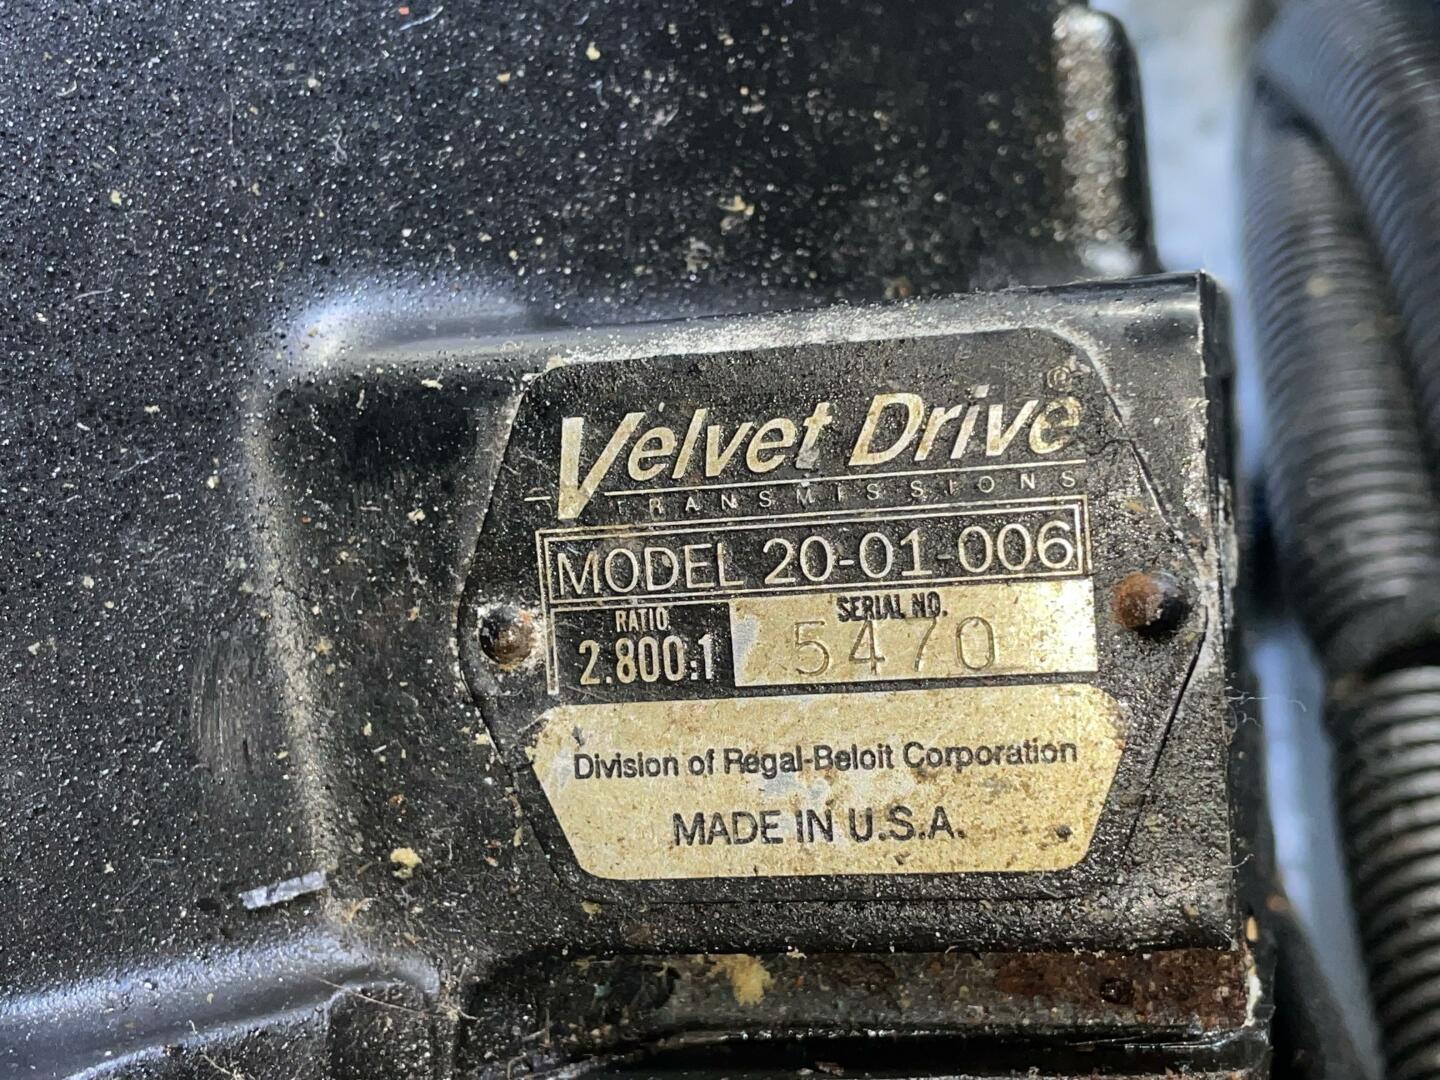 Velvet Drive®
TRANSMISSIONS
MODEL 20-01-006
RATIO
2.800:1
SERIAL NO.
5470
Division of Regal-Beloit Corporation
MADE IN U.S.A.